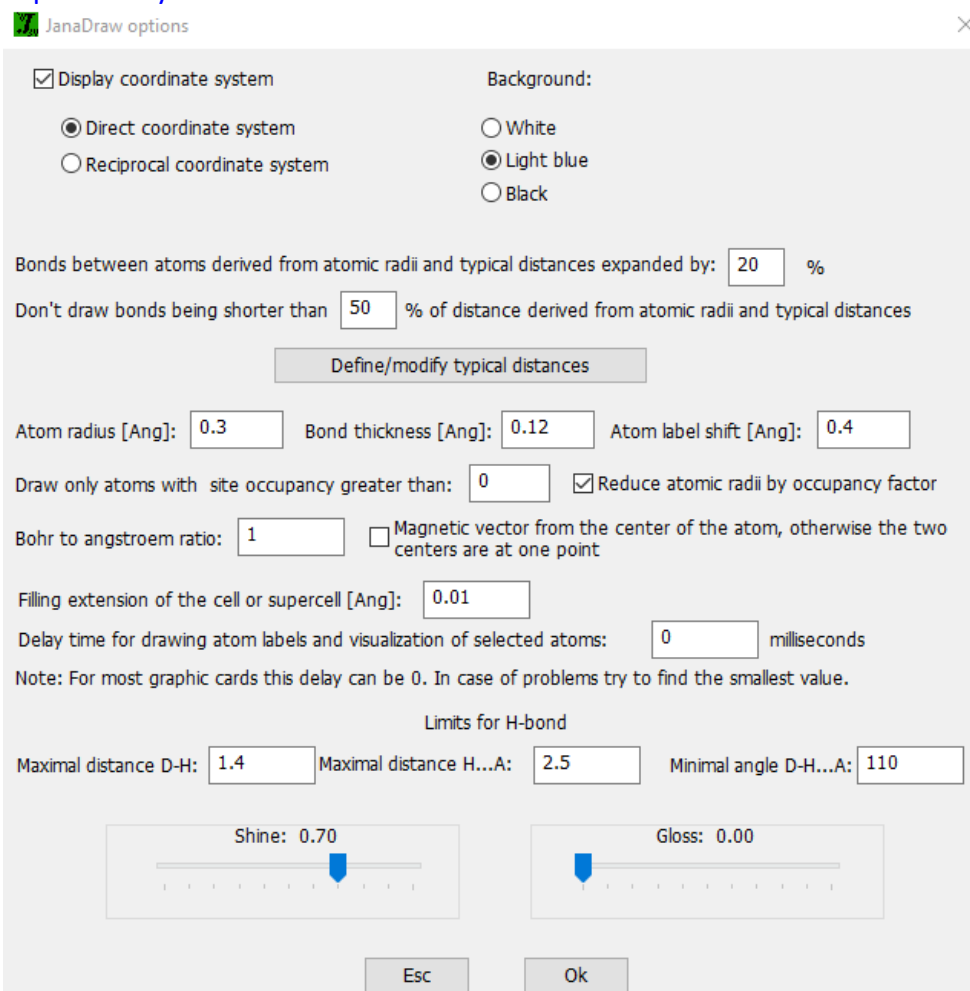 JanaDraw options
Display coordinate system Background:
Direct coordinate system White
Reciprocal coordinate system Light blue
Black
Bonds between atoms derived from atomic radii and typical distances expanded by: 20 %
Don't draw bonds being shorter than 50 % of distance derived from atomic radii and typical distances
Define/modify typical distances
Atom radius [Ang]: 0.3 Bond thickness [Ang]: 0.12 Atom label shift [Ang]: 0.4
Draw only atoms with site occupancy greater than: 0 Reduce atomic radii by occupancy factor
Bohr to angstroem ratio: 1 Magnetic vector from the center of the atom, otherwise the two
centers are at one point
Filling extension of the cell or supercell [Ang]: 0.01
Delay time for drawing atom labels and visualization of selected atoms: 0 milliseconds
Note: For most graphic cards this delay can be 0. In case of problems try to find the smallest value.
Limits for H-bond
Maximal distance D-H: 1.4 Maximal distance H...A: 2.5 Minimal angle D-H...A: 110
Shine: 0.70 Gloss: 0.00
Esc Ok